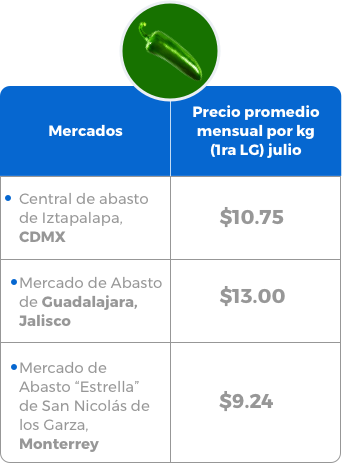 Mercados
Precio promedio
mensual por kg
(1ra LG) julio
Central de abasto
de Iztapalapa,
CDMX
$10.75
Mercado de Abasto
de Guadalajara,
Jalisco
$13.00
Mercado de
Abasto “Estrella”
de San Nicolás de
los Garza,
Monterrey
$9.24